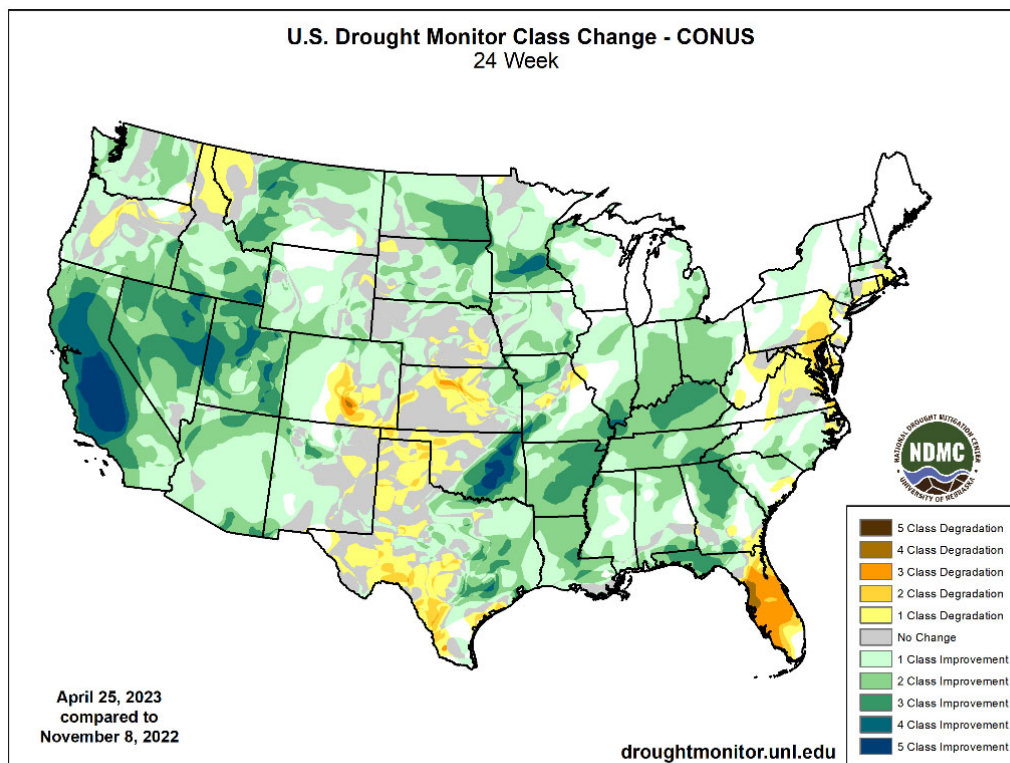 U.S. Drought Monitor Class Change - CONUS
24 Week
NATIONAL DROUGHT MITIGATION CENTER
NDMC
UNIVERSITY OF NEBRASKA
5 Class Degradation
4 Class Degradation
3 Class Degradation
2 Class Degradation
1 Class Degradation
No Change
1 Class Improvement
2 Class Improvement
3 Class Improvement
4 Class Improvement
5 Class Improvement
April 25, 2023
compared to
November 8, 2022
droughtmonitor.unl.edu